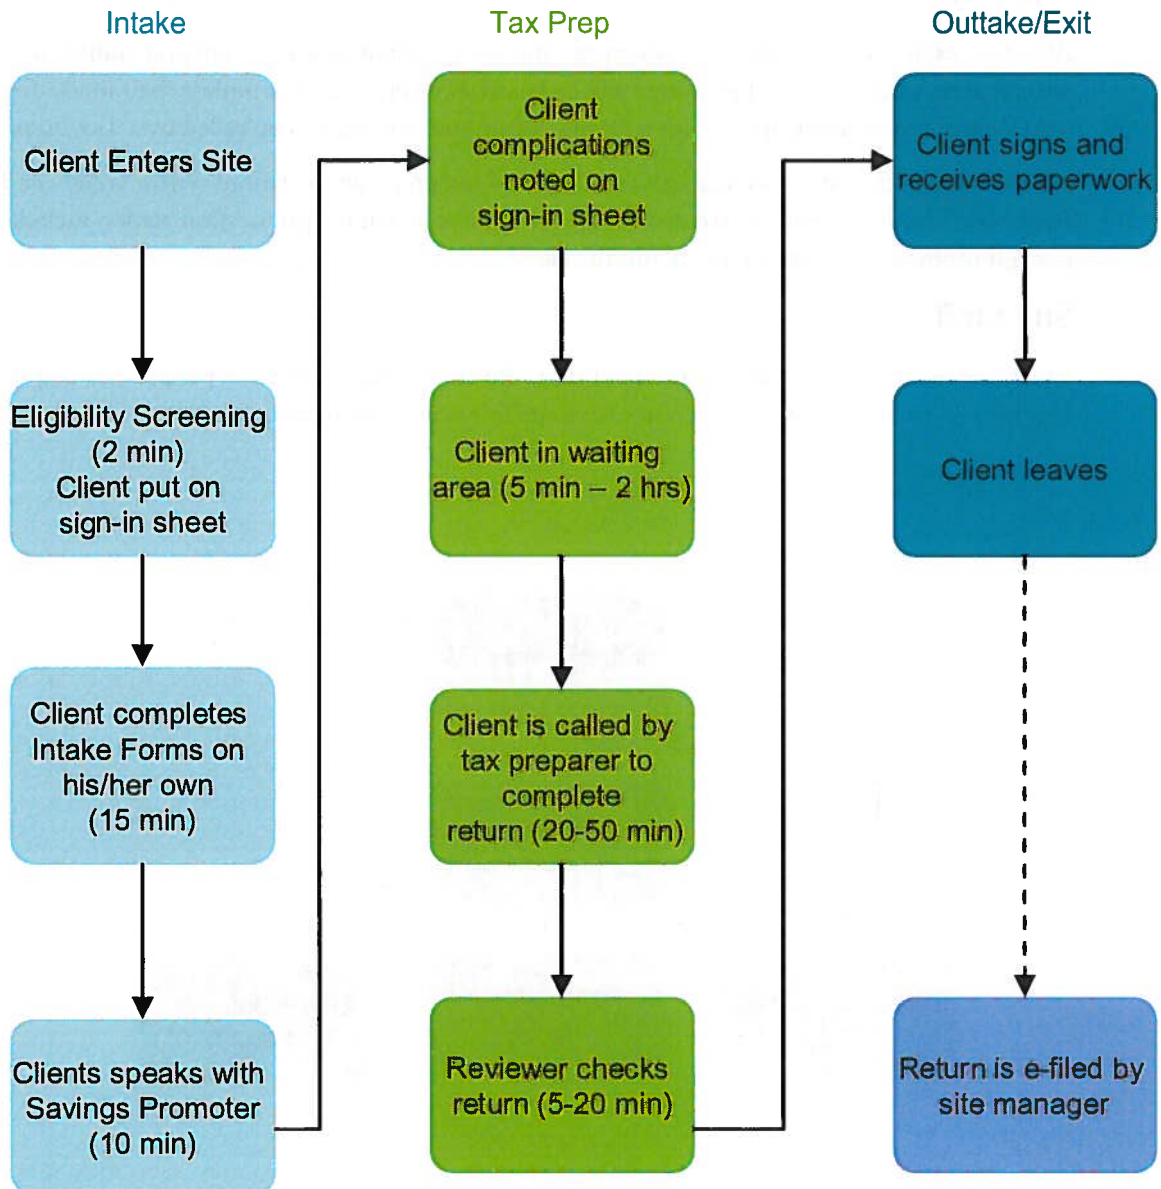 Intake
Client Enters Site
Eligibility Screening
(2 min)
Client put on
sign-in sheet
Client completes
Intake Forms on
his/her own
(15 min)
Clients speaks with
Savings Promoter
(10 min)
Tax Prep
Client
complications
noted on
sign-in sheet
Client in waiting
area (5 min – 2 hrs)
Client is called by
tax preparer to
complete
return (20-50 min)
Reviewer checks
return (5-20 min)
Outtake/Exit
Client signs and
receives paperwork
Client leaves
Return is e-filed by
site manager